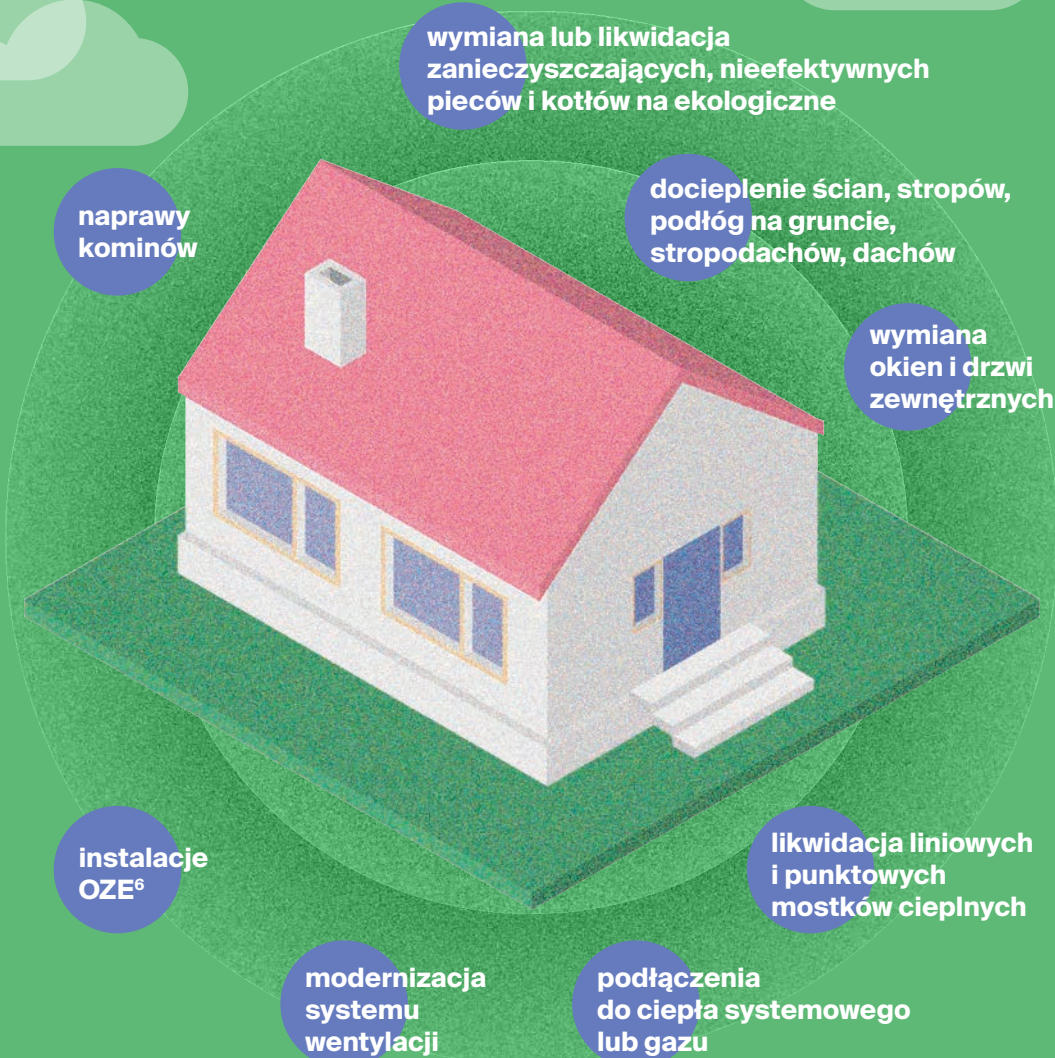 wymiana lub likwidacja
zanieczyszczających, nieefektywnych
pieców i kotłów na ekologiczne
naprawy
kominów
docieplenie ścian, stropów,
podłóg na gruncie,
stropodachów, dachów
wymiana
okien i drzwi
zewnętrznych
instalacje
OZE⁶
likwidacja liniowych
i punktowych
mostków cieplnych
modernizacja
systemu
wentylacji
podłączenia
do ciepła systemowego
lub gazu